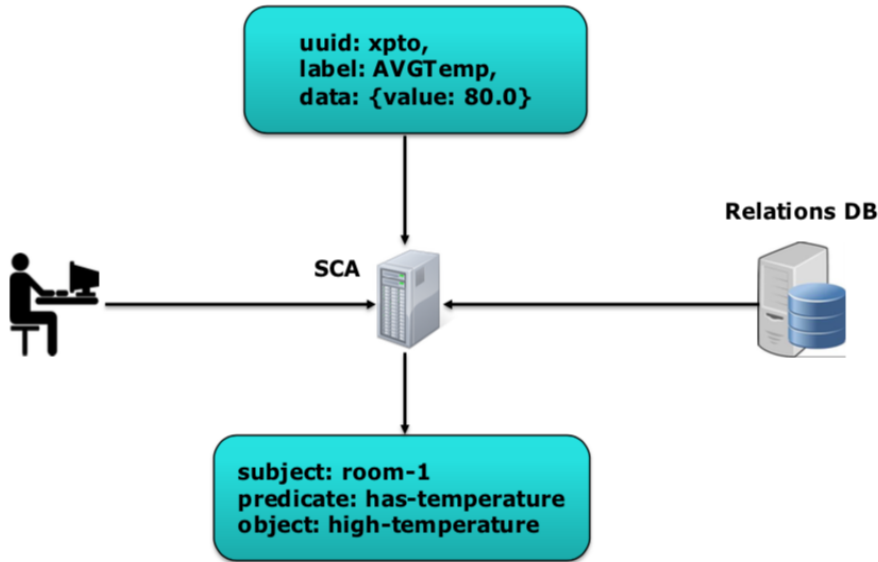 uuid: xpto,
label: AVGTemp,
data: {value: 80.0}
Relations DB
SCA
subject: room-1
predicate: has-temperature
object: high-temperature